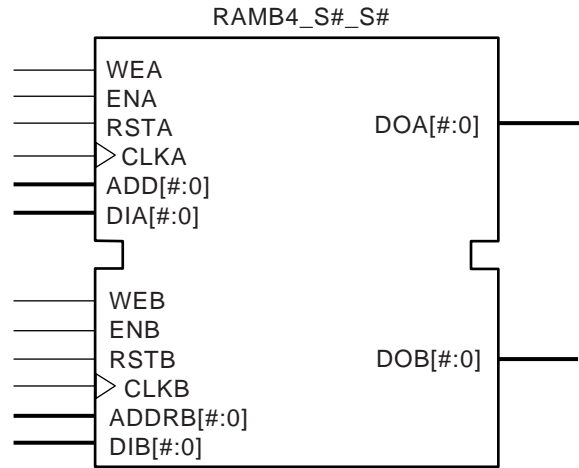 RAMB4_S#_S#
WEA
ENA
RSTA
CLKA
ADD[#:0]
DIA[#:0]
DOA[#:0]
WEB
ENB
RSTB
CLKB
ADDRB[#:0]
DIB[#:0]
DOB[#:0]